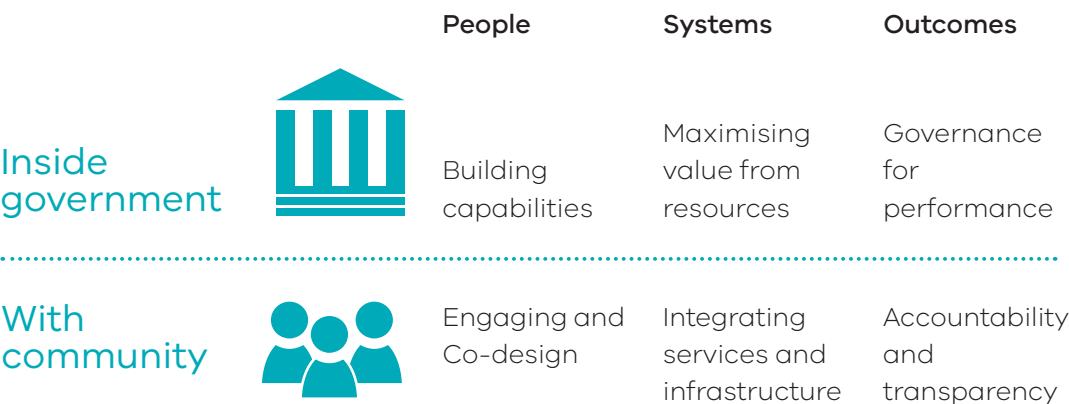 People
Systems
Outcomes
Inside
government
Building
capabilities
Maximising
value from
resources
Governance
for
performance
With
community
Engaging and
Co-design
Integrating
services and
infrastructure
Accountability
and
transparency